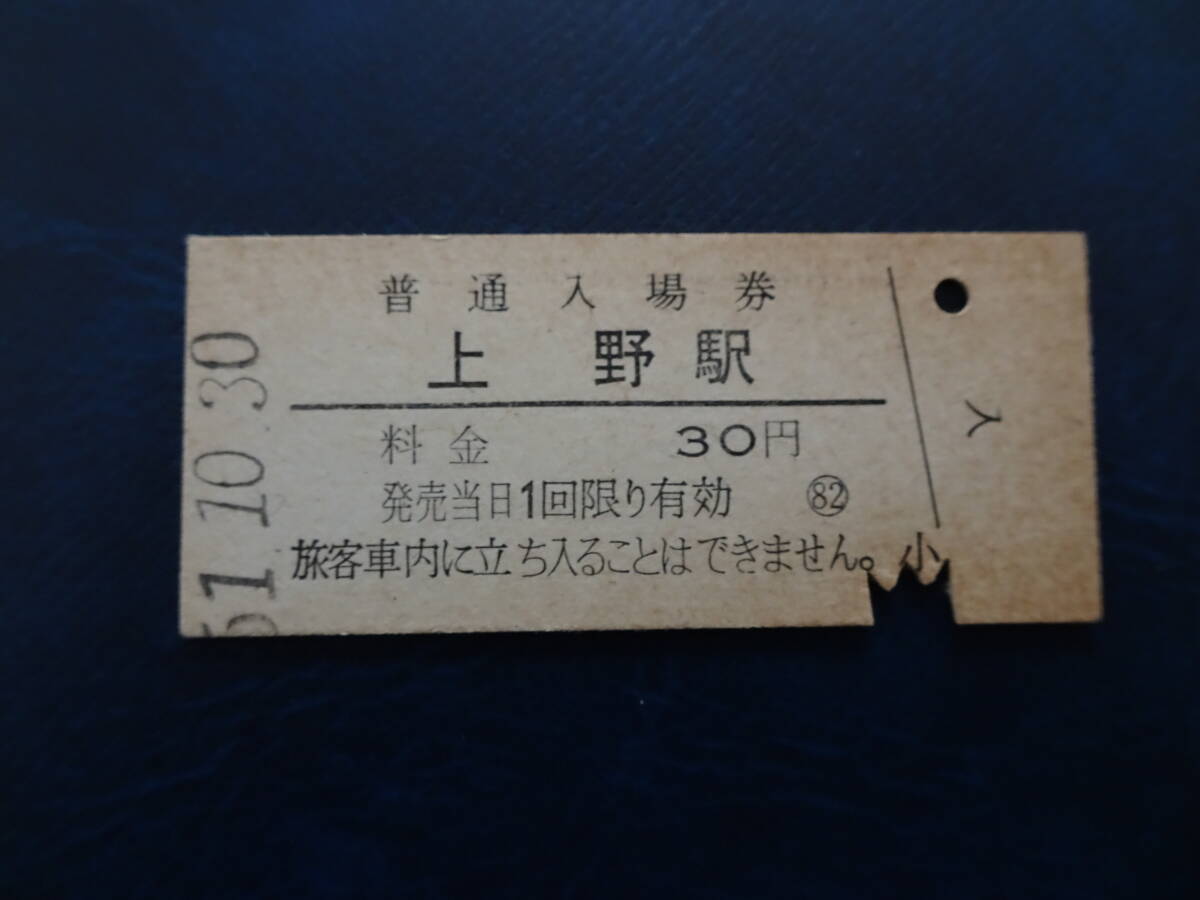 普通入場券
上野駅
料金 30円
発売当日1回限り有効 82
旅客車内に立ち入ることはできません。小
入
51.10.30